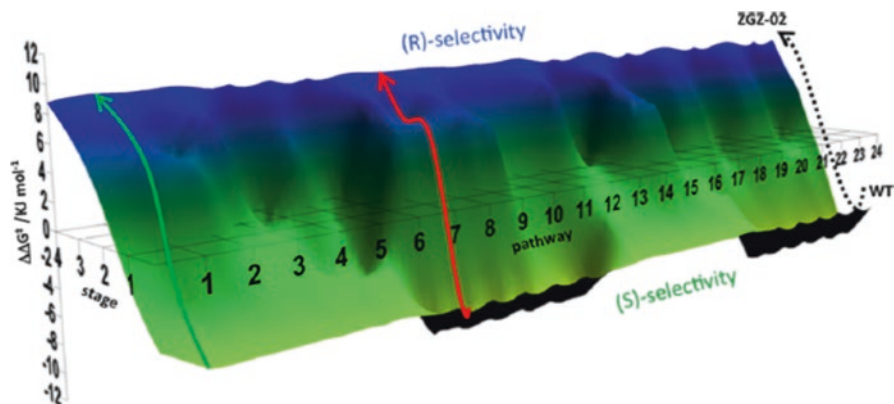 ZGZ-02
(R)-selectivity
12
10
8
6
4
2
0
-2
-4
-6
-8
-10
-12
ΔΔG‡ /KJ mol⁻¹
4 3 2 1
stage
1 2 3 4 5 6 7 8 9 10 11 12 13 14 15 16 17 18 19 20 21 22 23 24
pathway
WT
(S)-selectivity